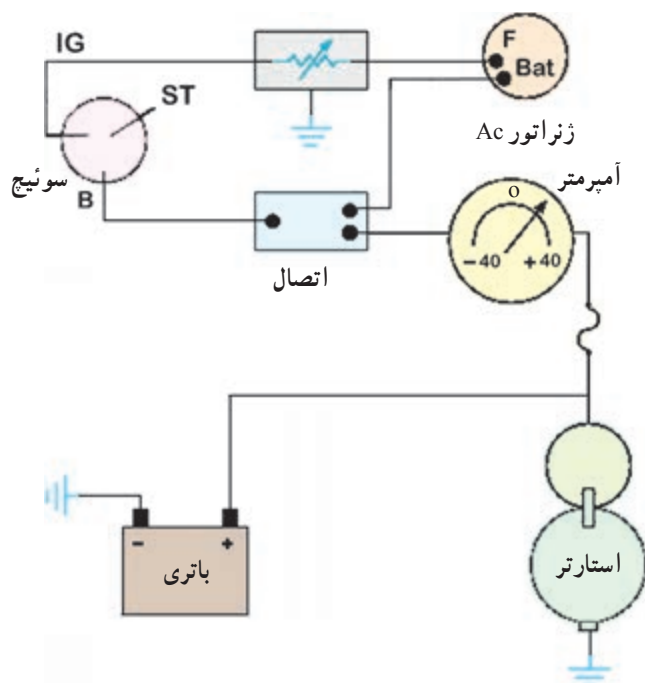 IG
F
Bat
ST
ژنراتور Ac
سوئیچ
آمپرمتر
B
o
-40 +40
اتصال
- +
باتری
استارتر